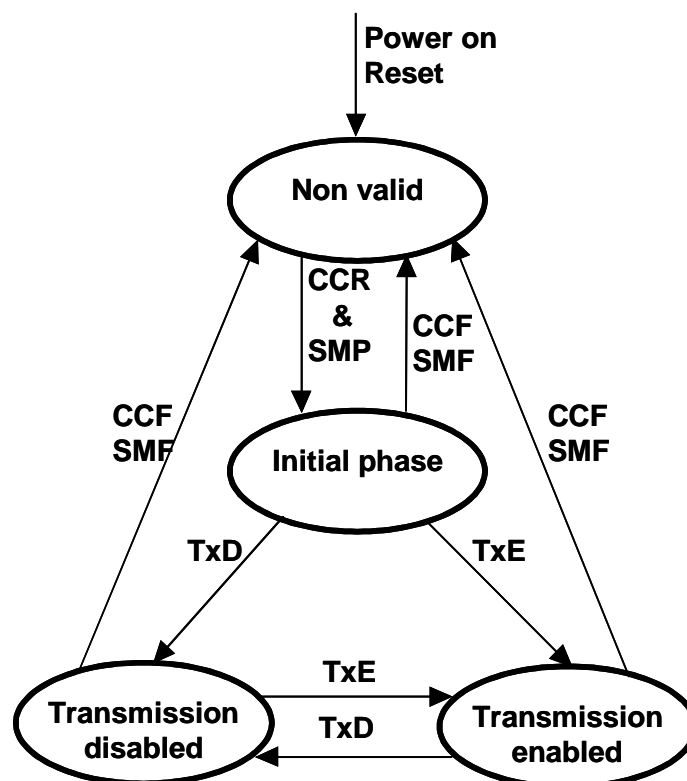 Power on
Reset
Non valid
CCR
&
SMP
CCF
SMF
CCF
SMF
CCF
SMF
Initial phase
TxD
TxE
TxE
Transmission
disabled
TxD
Transmission
enabled